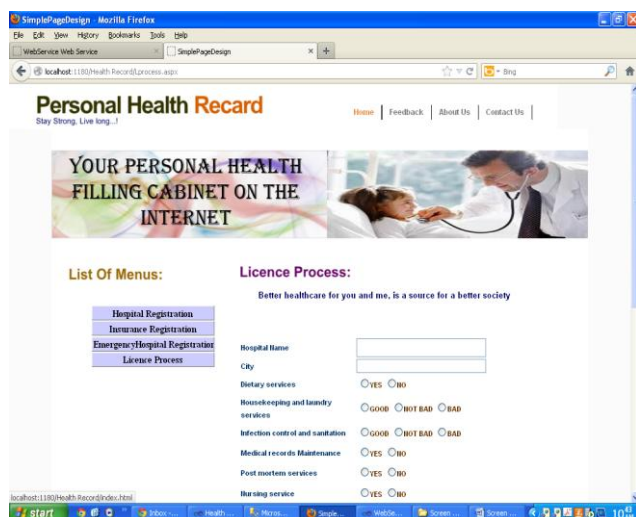 SimplePageDesign - Mozilla Firefox
File Edit View History Bookmarks Tools Help
WebService Web Service × SimplePageDesign × +
localhost:1180/Health Record/Lprocess.aspx Bing
Personal Health Record
Stay Strong, Live long...!
Home Feedback About Us Contact Us
YOUR PERSONAL HEALTH
FILLING CABINET ON THE
INTERNET
List Of Menus:
Hospital Registration
Insurance Registration
EmergencyHospital Registration
Licence Process
Licence Process:
Better healthcare for you and me, is a source for a better society
Hospital Name
City
Dietary services YES NO
Housekeeping and laundry
services GOOD NOT BAD BAD
Infection control and sanitation GOOD NOT BAD BAD
Medical records Maintenance YES NO
Post mortem services YES NO
Nursing service YES NO
localhost:1180/Health Record/index.html
start Inbox -... Health ... Micros... Simple... WebSe... Screen ... Screen ...